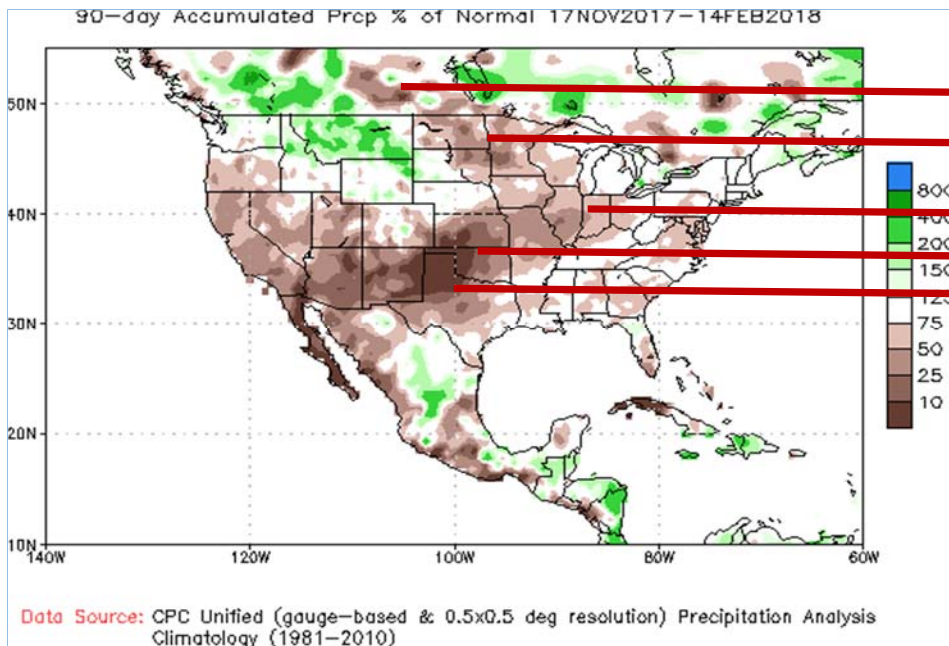 90-day Accumulated Prcp % of Normal 17NOV2017-14FEB2018
50N
40N
30N
20N
10N
140W
120W
100W
80W
60W
800
400
200
150
125
75
50
25
10
Data Source: CPC Unified (gauge-based & 0.5x0.5 deg resolution) Precipitation Analysis
Climatology (1981-2010)